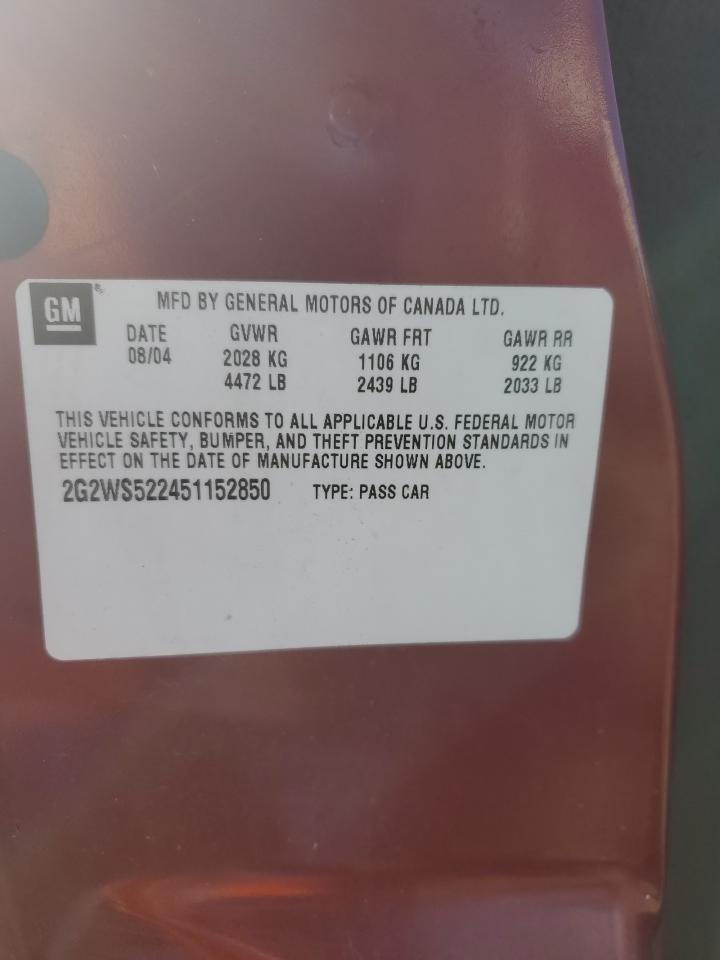 GM
MFD BY GENERAL MOTORS OF CANADA LTD.
DATE GVWR GAWR FRT GAWR RR
08/04 2028 KG 1106 KG 922 KG
4472 LB 2439 LB 2033 LB
THIS VEHICLE CONFORMS TO ALL APPLICABLE U.S. FEDERAL MOTOR
VEHICLE SAFETY, BUMPER, AND THEFT PREVENTION STANDARDS IN
EFFECT ON THE DATE OF MANUFACTURE SHOWN ABOVE.
2G2WS522451152850 TYPE: PASS CAR